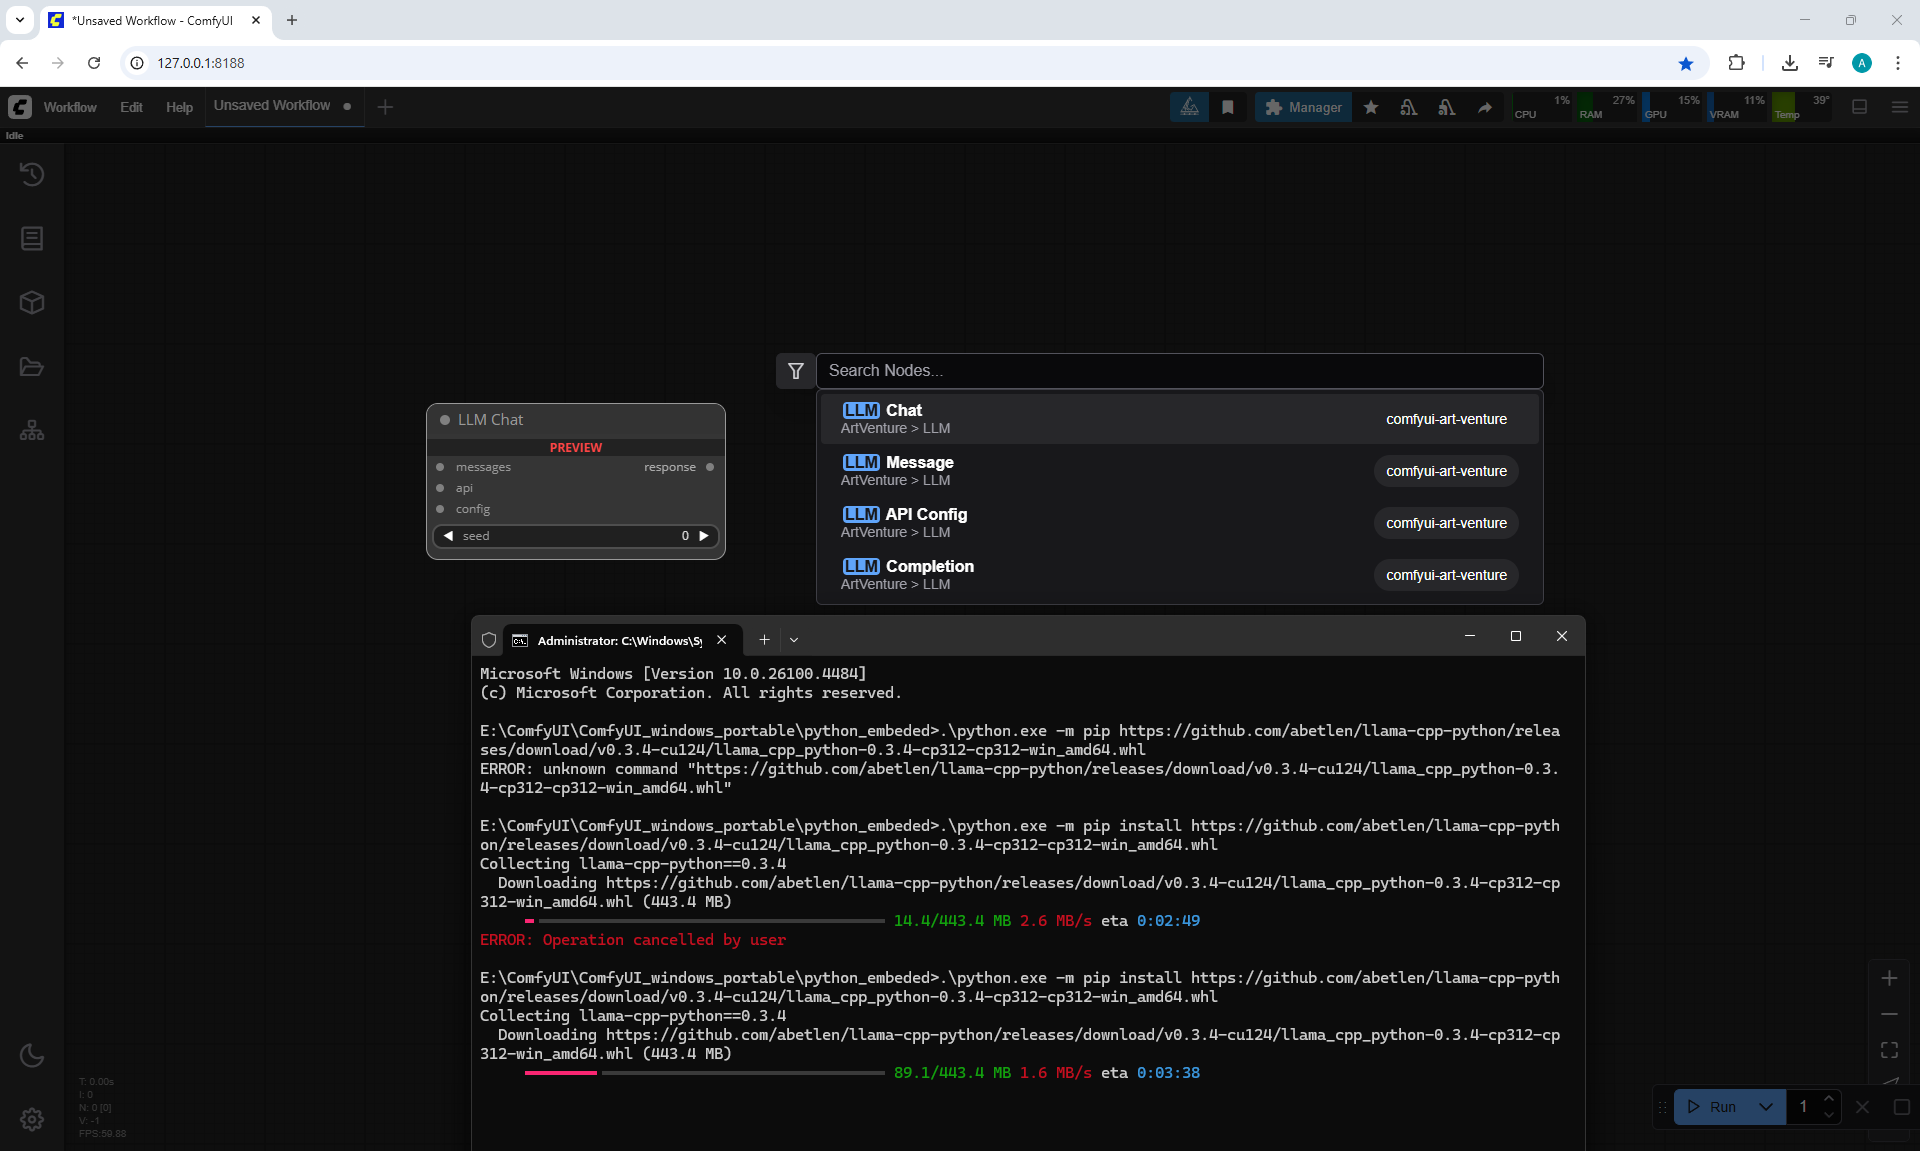 *Unsaved Workflow - ComfyUI
127.0.0.1:8188
A
Workflow
Edit
Help
Unsaved Workflow
Manager
CPU
1%
RAM
27%
GPU
15%
VRAM
11%
Temp
39°
Idle
Search Nodes...
LLM Chat
ArtVenture > LLM
comfyui-art-venture
LLM Message
ArtVenture > LLM
comfyui-art-venture
LLM API Config
ArtVenture > LLM
comfyui-art-venture
LLM Completion
ArtVenture > LLM
comfyui-art-venture
LLM Chat
PREVIEW
messages
response
api
config
seed
0
Administrator: C:\Windows\Sy
Microsoft Windows [Version 10.0.26100.4484]
(c) Microsoft Corporation. All rights reserved.
E:\ComfyUI\ComfyUI_windows_portable\python_embeded>.\python.exe -m pip https://github.com/abetlen/llama-cpp-python/relea
ses/download/v0.3.4-cu124/llama_cpp_python-0.3.4-cp312-cp312-win_amd64.whl
ERROR: unknown command "https://github.com/abetlen/llama-cpp-python/releases/download/v0.3.4-cu124/llama_cpp_python-0.3.
4-cp312-cp312-win_amd64.whl"
E:\ComfyUI\ComfyUI_windows_portable\python_embeded>.\python.exe -m pip install https://github.com/abetlen/llama-cpp-pyth
on/releases/download/v0.3.4-cu124/llama_cpp_python-0.3.4-cp312-cp312-win_amd64.whl
Collecting llama-cpp-python==0.3.4
Downloading https://github.com/abetlen/llama-cpp-python/releases/download/v0.3.4-cu124/llama_cpp_python-0.3.4-cp312-cp
312-win_amd64.whl (443.4 MB)
14.4/443.4 MB 2.6 MB/s eta 0:02:49
ERROR: Operation cancelled by user
E:\ComfyUI\ComfyUI_windows_portable\python_embeded>.\python.exe -m pip install https://github.com/abetlen/llama-cpp-pyth
on/releases/download/v0.3.4-cu124/llama_cpp_python-0.3.4-cp312-cp312-win_amd64.whl
Collecting llama-cpp-python==0.3.4
Downloading https://github.com/abetlen/llama-cpp-python/releases/download/v0.3.4-cu124/llama_cpp_python-0.3.4-cp312-cp
312-win_amd64.whl (443.4 MB)
89.1/443.4 MB 1.6 MB/s eta 0:03:38
T: 0.00s
I: 0
N: 0 [0]
V: -1
FPS:59.88
Run
1